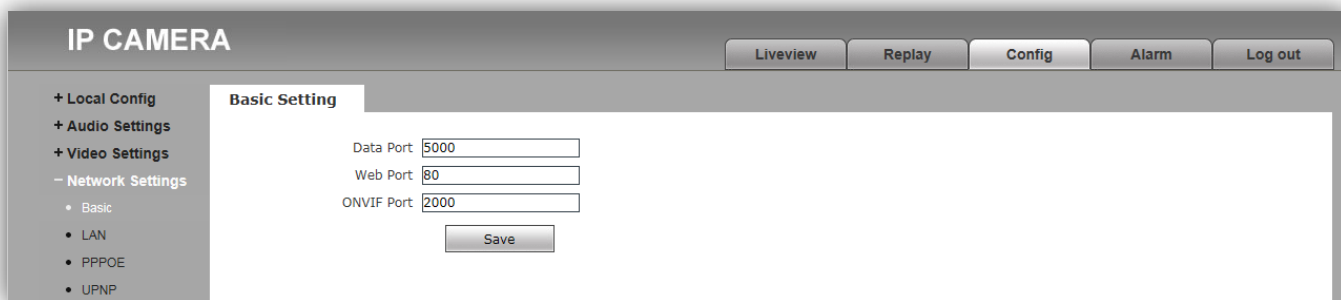 IP CAMERA
Liveview Replay Config Alarm Log out
+ Local Config
+ Audio Settings
+ Video Settings
− Network Settings
• Basic
• LAN
• PPPOE
• UPNP
Basic Setting
Data Port 5000
Web Port 80
ONVIF Port 2000
Save